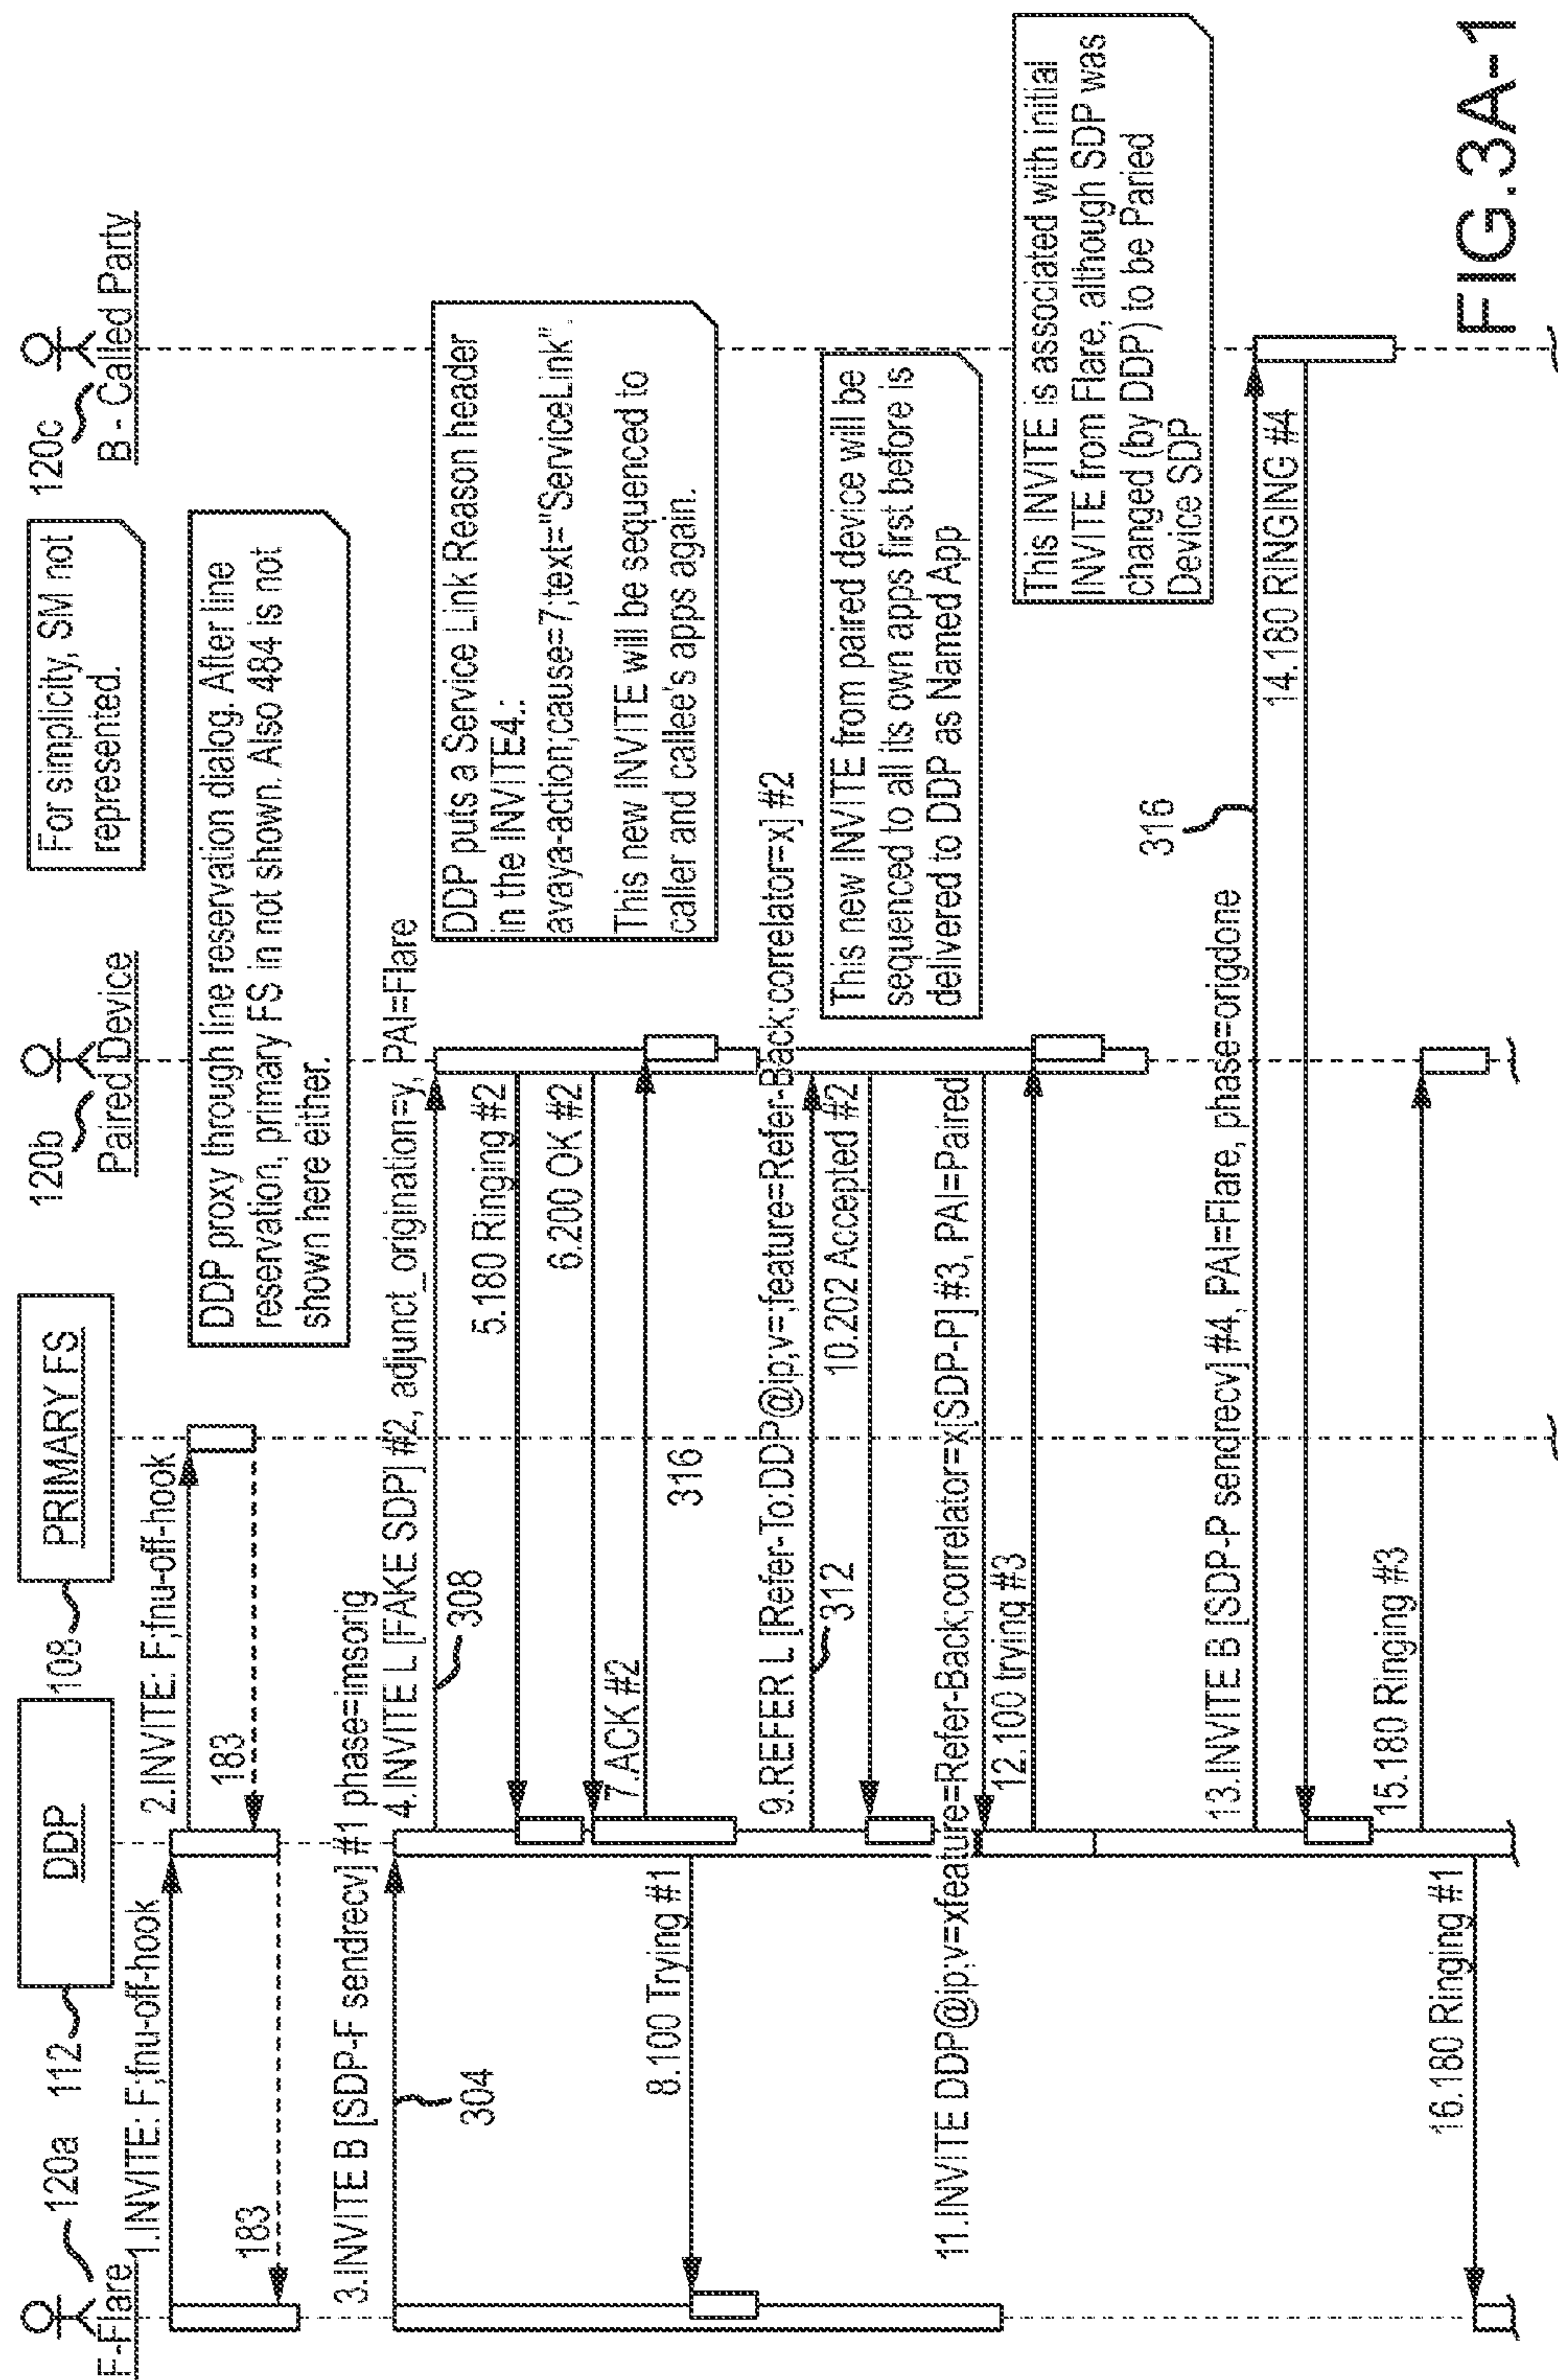 F-Flare
120a
112
DDP
108
PRIMARY FS
120b
Paired Device
For simplicity, SM not
represented.
120c
B - Called Party
1.INVITE: F;fnu-off-hook
2.INVITE: F;fnu-off-hook
183
183
DDP proxy through line reservation dialog. After line
reservation, primary FS in not shown. Also 484 is not
shown here either.
3.INVITE B [SDP-F sendrecv] #1 phase=imsorig
304
4.INVITE L [FAKE SDP] #2, adjunct_origination=y, PAI=Flare
308
DDP puts a Service Link Reason header
in the INVITE4.:
avaya-action;cause=7;text="ServiceLink".
This new INVITE will be sequenced to
caller and callee's apps again.
5.180 Ringing #2
6.200 OK #2
7.ACK #2
316
8.100 Trying #1
9.REFER L [Refer-To:DDP@ip;v=;feature=Refer-Back;correlator=x] #2
312
10.202 Accepted #2
This new INVITE from paired device will be
sequenced to all its own apps first before is
delivered to DDP as Named App
11.INVITE DDP@ip;v=xfeature=Refer-Back;correlator=x[SDP-P] #3, PAI=Paired
12.100 trying #3
This INVITE is associated with initial
INVITE from Flare, although SDP was
changed (by DDP) to be Paried
Device SDP
13.INVITE B [SDP-P sendrecv] #4, PAI=Flare, phase=origdone
316
14.180 RINGING #4
15.180 Ringing #3
16.180 Ringing #1
FIG.3A-1